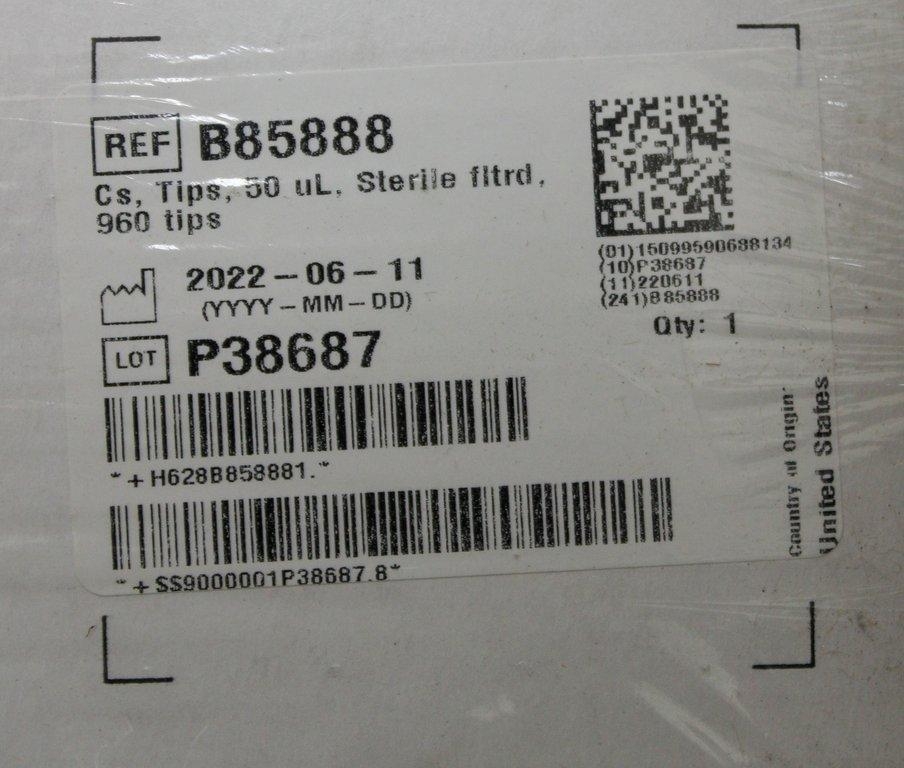 REF B85888
Cs, Tips, 50 uL, Sterile fltrd,
960 tips
2022-06-11
(YYYY-MM-DD)
LOT P38687
*+H628B858881.*
*+SS9000001P38687.8*
(01)15099590688134
(10)P38687
(11)220611
(241)B85888
Qty: 1
Country of Origin
United States